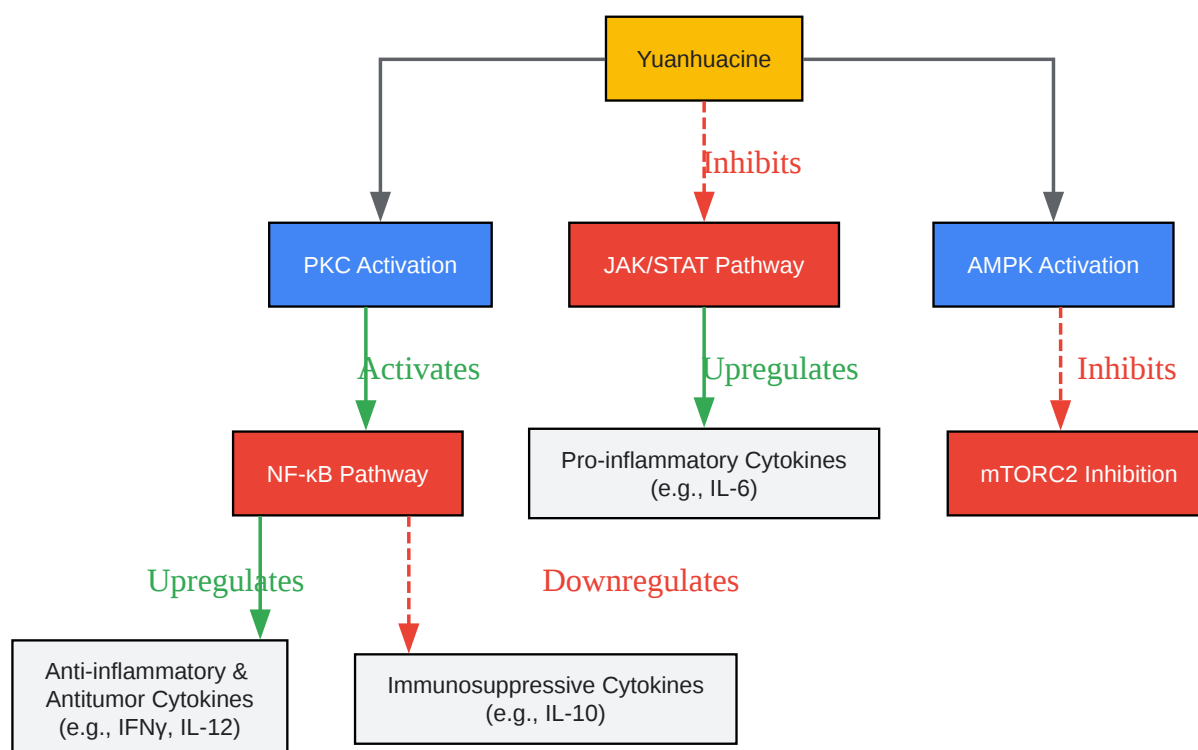 Yuanhuacine
Inhibits
PKC Activation
JAK/STAT Pathway
AMPK Activation
Activates
Upregulates
Inhibits
NF-κB Pathway
Pro-inflammatory Cytokines
(e.g., IL-6)
mTORC2 Inhibition
Upregulates
Downregulates
Anti-inflammatory &
Antitumor Cytokines
(e.g., IFNγ, IL-12)
Immunosuppressive Cytokines
(e.g., IL-10)